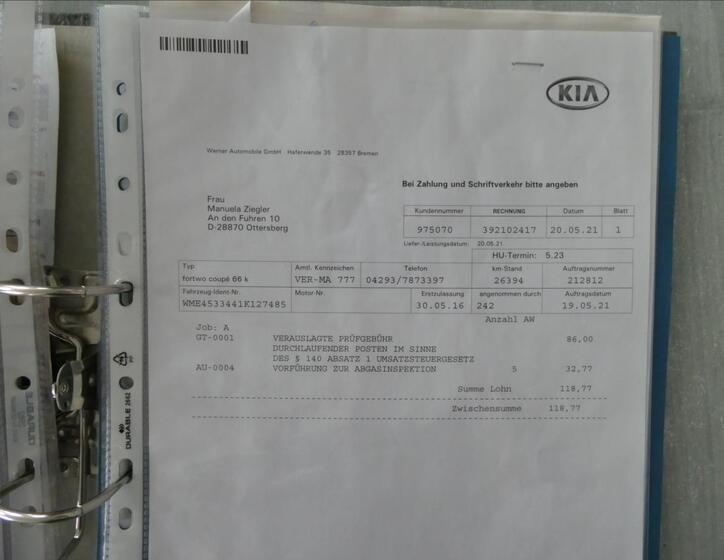 KIA
Werner Automobile GmbH Haferwende 36 28357 Bremen
Bei Zahlung und Schriftverkehr bitte angeben
Frau
Manuela Ziegler
An den Fuhren 10
D-28870 Ottersberg
Kundennummer RECHNUNG Datum Blatt
975070 392102417 20.05.21 1
Liefer-/Leistungsdatum: 20.05.21
HU-Termin: 5.23
Typ Amtl. Kennzeichen Telefon km-Stand Auftragsnummer
fortwo coupé 66 k VER-MA 777 04293/7873397 26394 212812
Fahrzeug-Ident-Nr. Motor-Nr. Erstzulassung angenommen durch Auftragsdatum
WME4533441K127485 30.05.16 242 19.05.21
Anzahl AW
Job: A
GT-0001 VERAUSLAGTE PRÜFGEBÜHR 86,00
DURCHLAUFENDER POSTEN IM SINNE
DES § 140 ABSATZ 1 UMSATZSTEUERGESETZ
AU-0004 VORFÜHRUNG ZUR ABGASINSPEKTION 5 32,77
Summe Lohn 118,77
Zwischensumme 118,77
DURABLE 2662